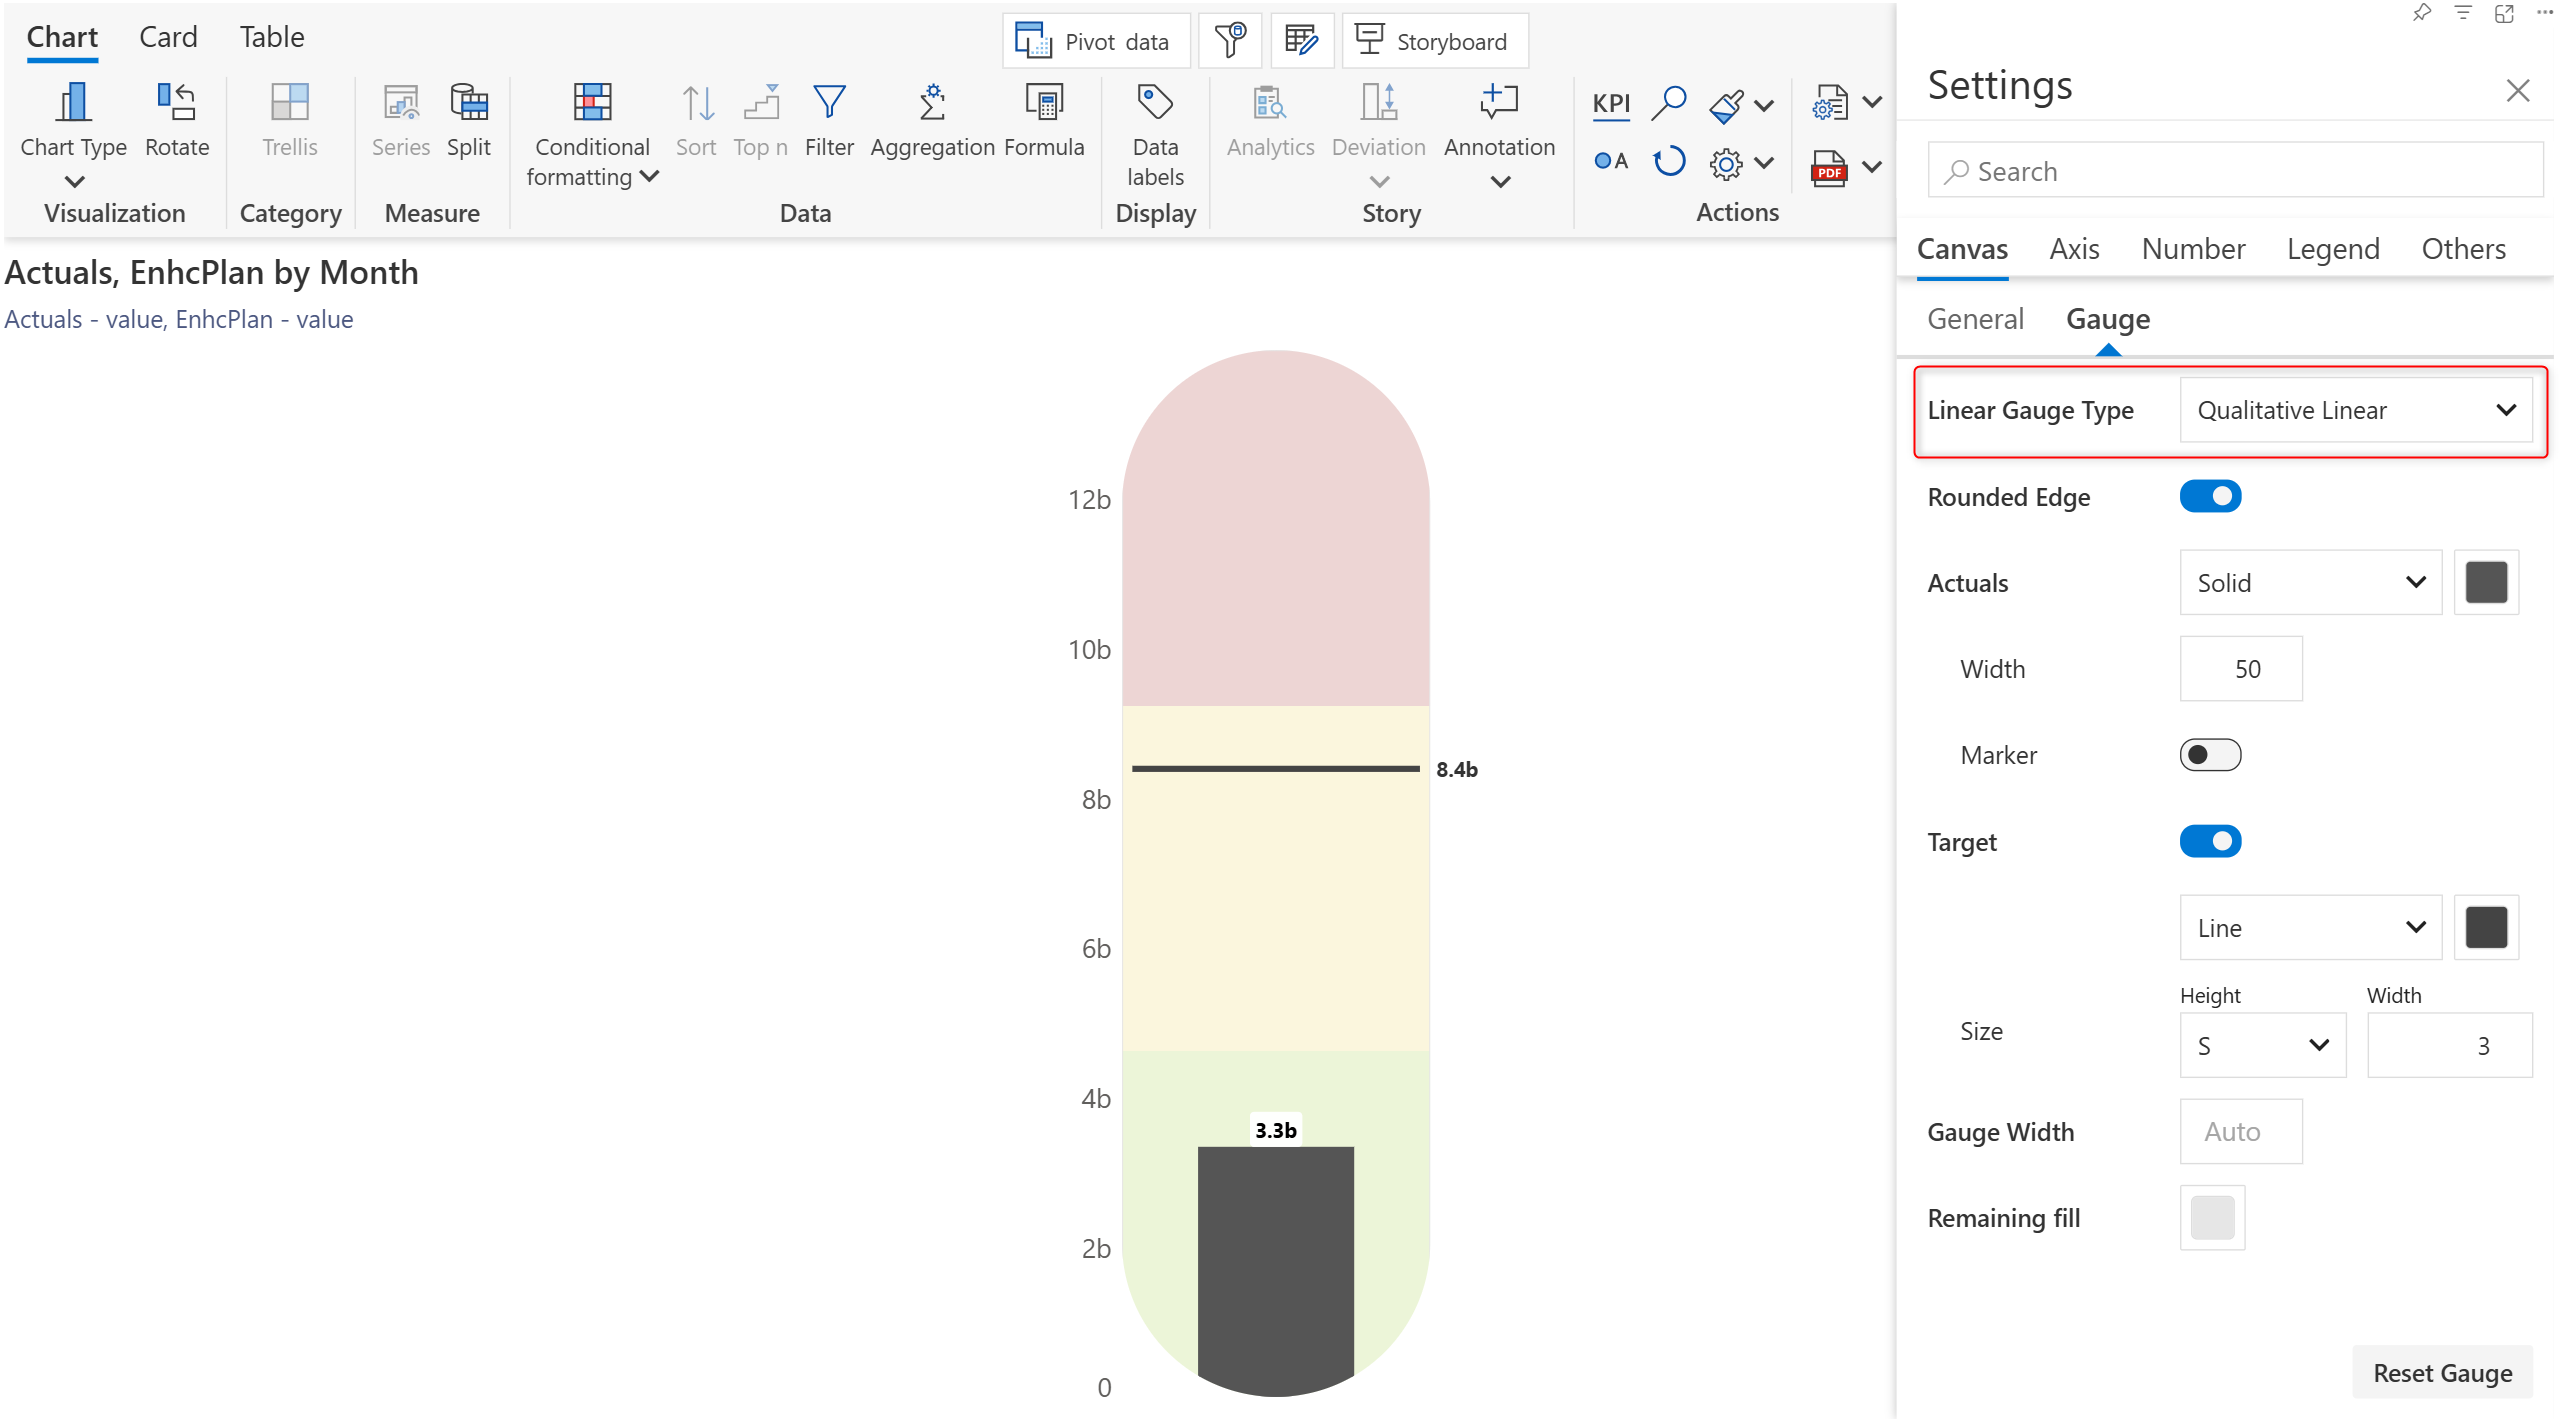 Chart Card Table
Pivot data Storyboard
Chart Type Rotate Trellis Series Split Conditional formatting Sort Top n Filter Aggregation Formula Data labels Analytics Deviation Annotation KPI
A
PDF
Visualization Category Measure Data Display Story Actions
Actuals, EnhcPlan by Month
Actuals - value, EnhcPlan - value
12b
10b
8.4b
8b
6b
4b
3.3b
2b
0
Settings
Search
Canvas Axis Number Legend Others
General Gauge
Linear Gauge Type Qualitative Linear
Rounded Edge
Actuals Solid
Width 50
Marker
Target
Line
Height Width
Size S 3
Gauge Width Auto
Remaining fill
Reset Gauge